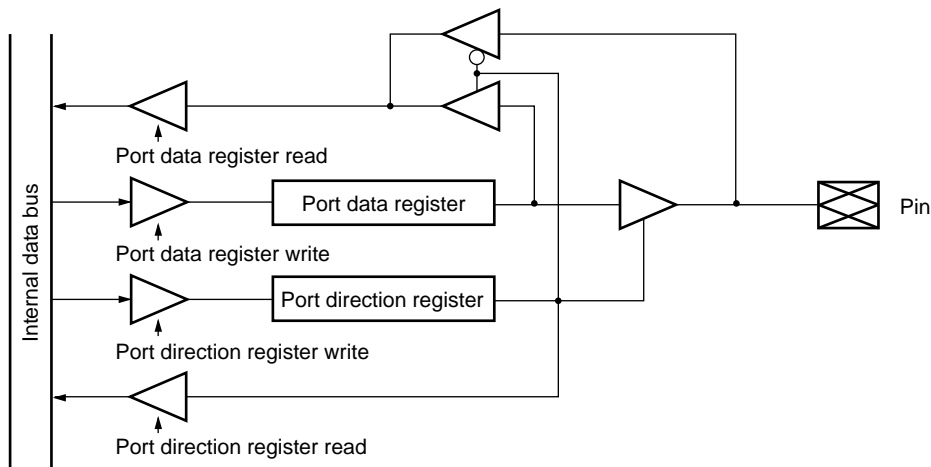 Internal data bus
Port data register read
Port data register
Pin
Port data register write
Port direction register
Port direction register write
Port direction register read